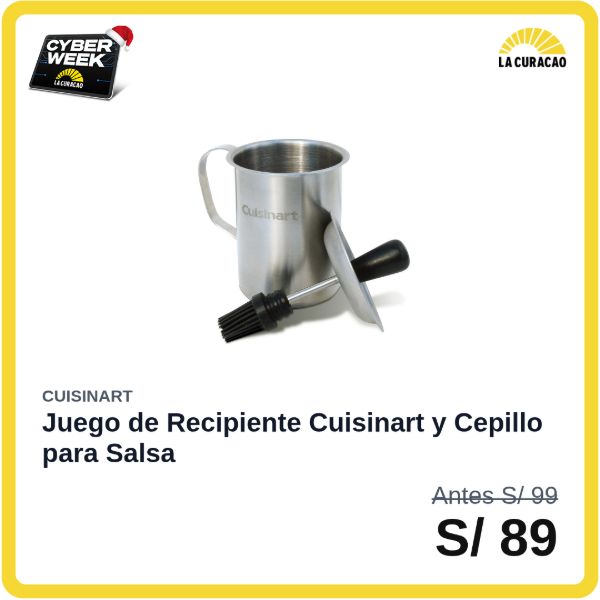 CYBER
WEEK
LA CURACAO
LA CURACAO
Cuisinart
CUISINART
Juego de Recipiente Cuisinart y Cepillo
para Salsa
Antes S/ 99
S/ 89